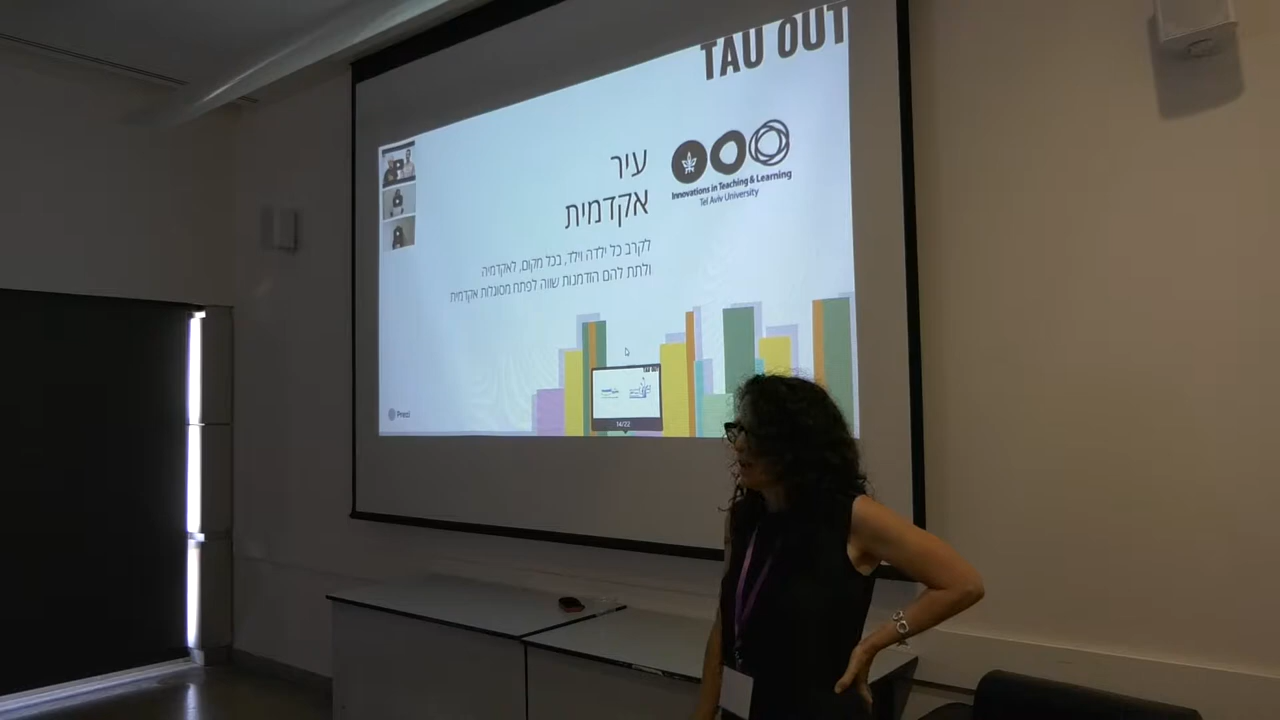 TAU OUT
עיר
אקדמית
לקרב כל ילדה וילד, בכל מקום, לאקדמיה
ולתת להם הזדמנות שווה לפתח מסוגלות אקדמית
Innovations in Teaching & Learning
Tel Aviv University
Prezi
14/22